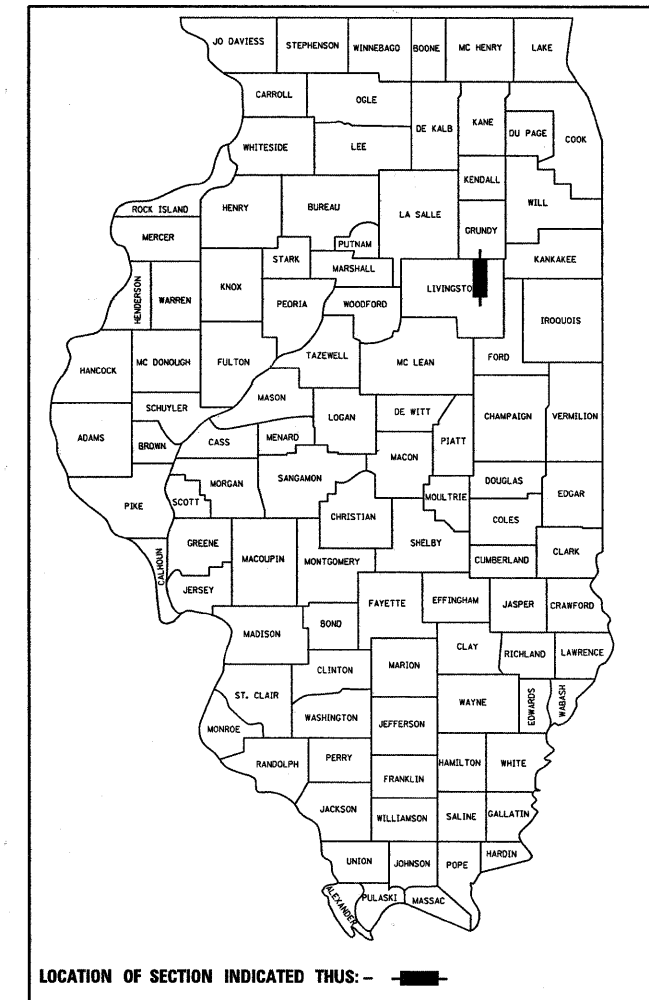 JO DAVIESS
STEPHENSON
WINNEBAGO
BOONE
MC HENRY
LAKE
CARROLL
OGLE
DE KALB
KANE
DU PAGE
COOK
WHITESIDE
LEE
KENDALL
WILL
ROCK ISLAND
HENRY
BUREAU
LA SALLE
GRUNDY
MERCER
PUTNAM
STARK
MARSHALL
KANKAKEE
HENDERSON
WARREN
KNOX
PEORIA
WOODFORD
LIVINGSTO
IROQUOIS
HANCOCK
MC DONOUGH
FULTON
TAZEWELL
MC LEAN
FORD
MASON
SCHUYLER
LOGAN
DE WITT
CHAMPAIGN
VERMILION
ADAMS
BROWN
CASS
MENARD
PIATT
MACON
SANGAMON
MORGAN
SCOTT
PIKE
CHRISTIAN
MOULTRIE
DOUGLAS
EDGAR
COLES
GREENE
CALHOUN
MACOUPIN
MONTGOMERY
SHELBY
CUMBERLAND
CLARK
JERSEY
FAYETTE
EFFINGHAM
JASPER
CRAWFORD
BOND
MADISON
CLAY
RICHLAND
LAWRENCE
CLINTON
MARION
ST. CLAIR
WAYNE
EDWARDS
WABASH
WASHINGTON
JEFFERSON
MONROE
RANDOLPH
PERRY
HAMILTON
WHITE
FRANKLIN
JACKSON
WILLIAMSON
SALINE
GALLATIN
UNION
JOHNSON
POPE
HARDIN
ALEXANDER
PULASKI
MASSAC
LOCATION OF SECTION INDICATED THUS: -